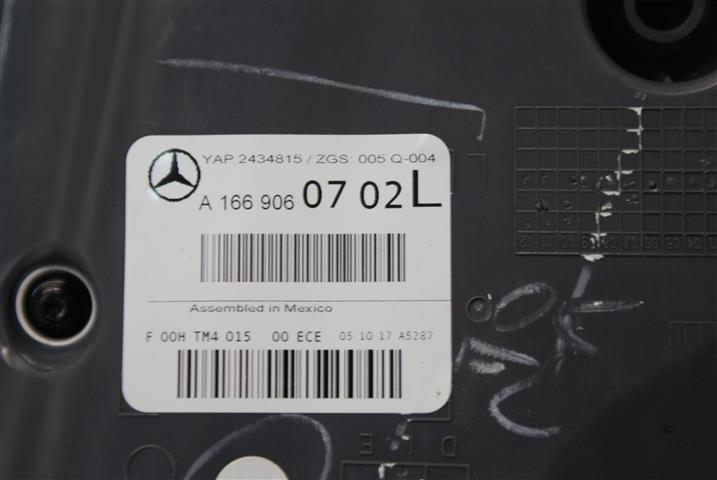 YAP 2434815 / ZGS: 005 Q-004
A 166 906 07 02 L
Assembled in Mexico
F 00H TM4 015 00 ECE 05 10 17 A5287
OK
D I E